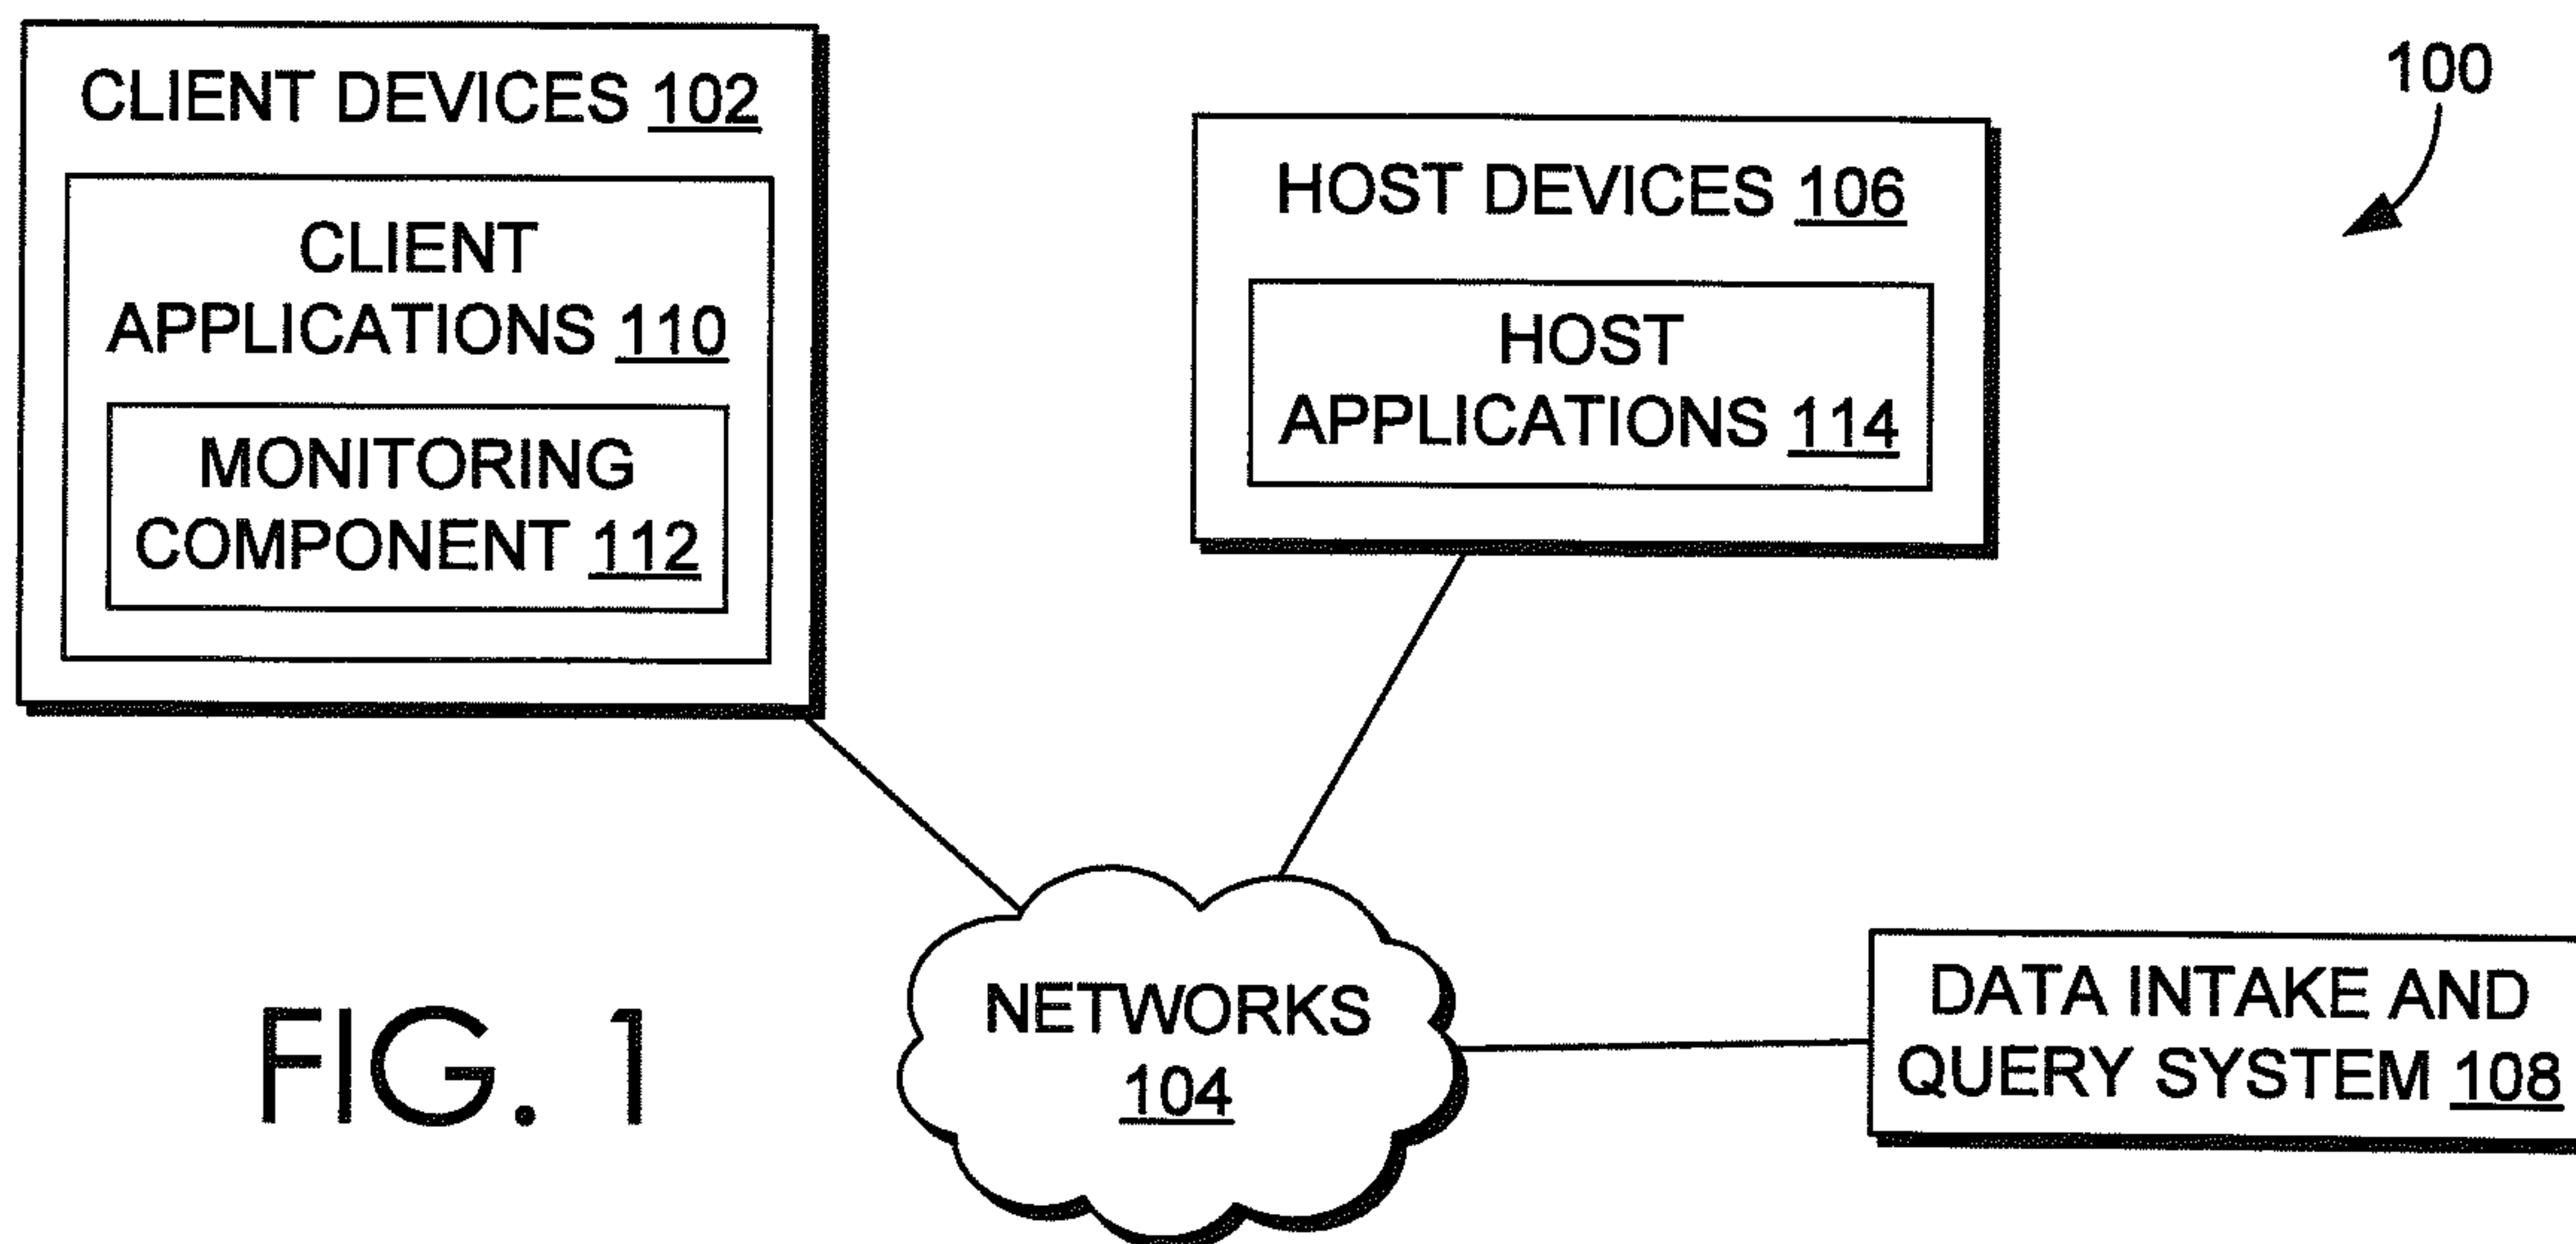 CLIENT DEVICES 102
CLIENT
APPLICATIONS 110
MONITORING
COMPONENT 112
HOST DEVICES 106
HOST
APPLICATIONS 114
100
NETWORKS
104
DATA INTAKE AND
QUERY SYSTEM 108
FIG. 1